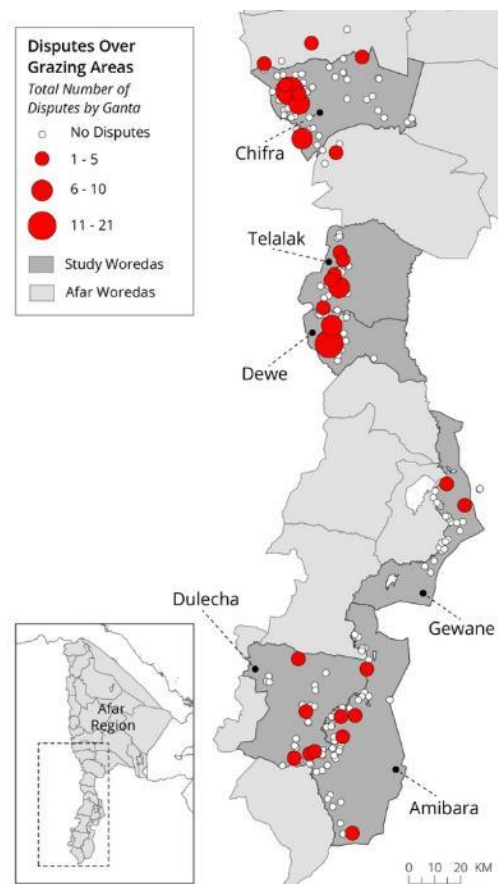 Disputes Over
Grazing Areas
Total Number of
Disputes by Ganta
No Disputes
1 - 5
6 - 10
11 - 21
Study Woredas
Afar Woredas
Chifra
Telalak
Dewe
Dulecha
Gewane
Afar
Region
Amibara
0 10 20 KM